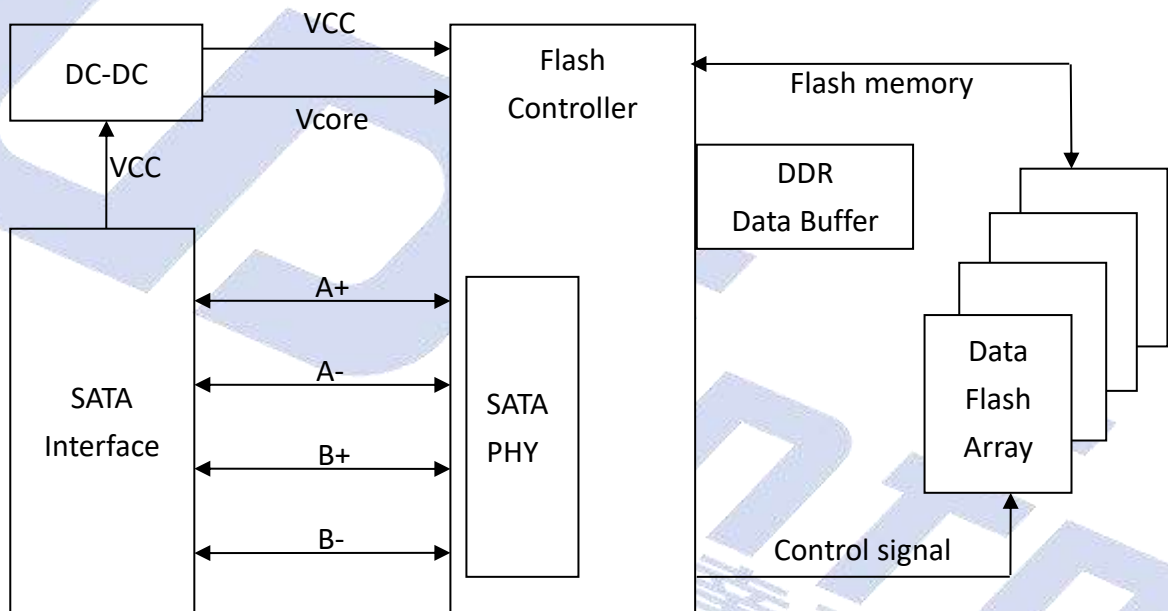 VCC
DC-DC
Vcore
VCC
Flash
Controller
Flash memory
DDR
Data Buffer
SATA
Interface
A+
A-
B+
B-
SATA
PHY
Data
Flash
Array
Control signal